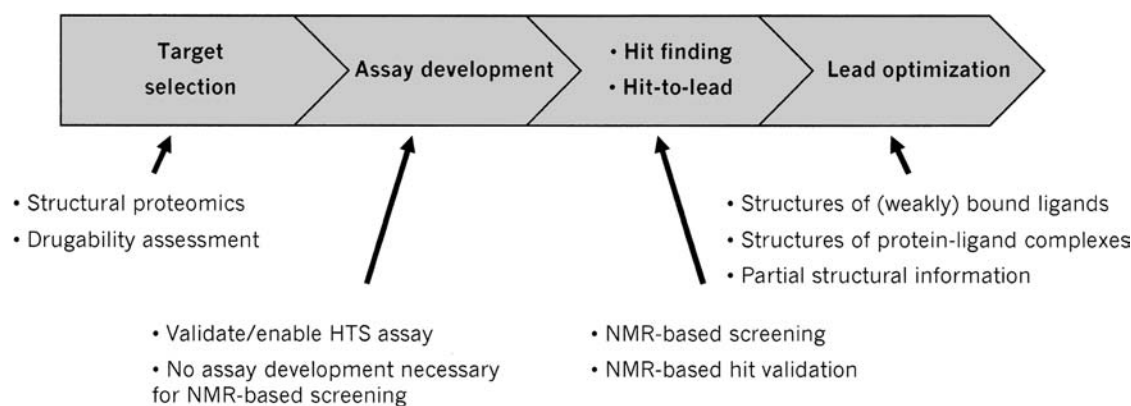 Target
selection
Assay development
• Hit finding
• Hit-to-lead
Lead optimization
• Structural proteomics
• Drugability assessment
• Structures of (weakly) bound ligands
• Structures of protein-ligand complexes
• Partial structural information
• Validate/enable HTS assay
• No assay development necessary
for NMR-based screening
• NMR-based screening
• NMR-based hit validation